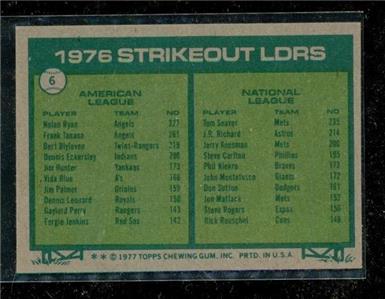 1976 STRIKEOUT LDRS
6
AMERICAN LEAGUE
PLAYER TEAM NO
Nolan Ryan Angels 327
Frank Tanana Angels 261
Bert Blyleven Twins-Rangers 219
Dennis Eckersley Indians 200
Jim Hunter Yankees 173
Vida Blue A's 166
Jim Palmer Orioles 159
Dennis Leonard Royals 150
Gaylord Perry Rangers 143
Fergie Jenkins Red Sox 142
NATIONAL LEAGUE
PLAYER TEAM NO
Tom Seaver Mets 235
J.R. Richard Astros 214
Jerry Koosman Mets 200
Steve Carlton Phillies 195
Phil Niekro Braves 173
John Montefusco Giants 172
Don Sutton Dodgers 161
Jon Matlack Mets 153
Steve Rogers Expos 150
Rick Reuschel Cubs 146
** © 1977 TOPPS CHEWING GUM, INC. PRTD. IN U.S.A.